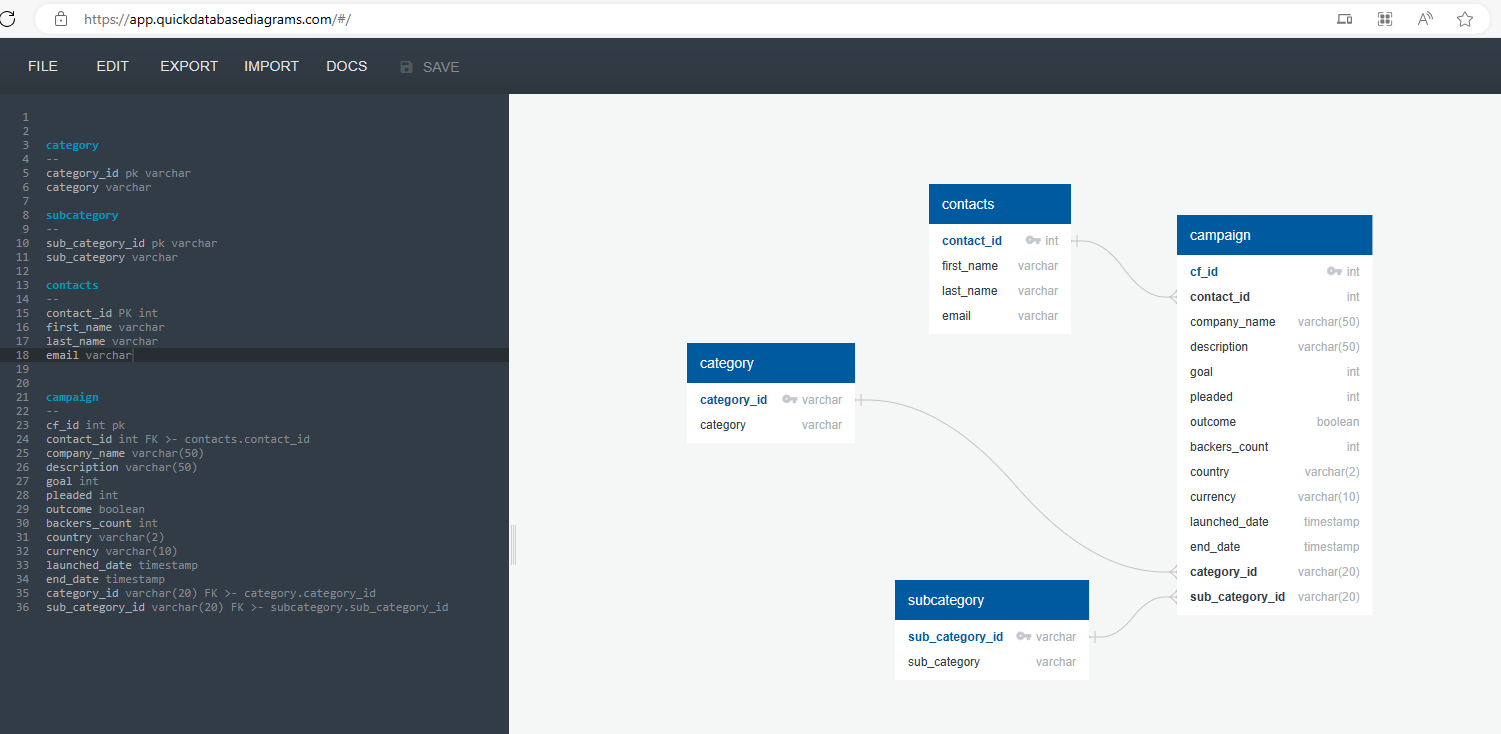 https://app.quickdatabasediagrams.com/#/
FILE EDIT EXPORT IMPORT DOCS SAVE
1
2
3 category
4 --
5 category_id pk varchar
6 category varchar
7
8 subcategory
9 --
10 sub_category_id pk varchar
11 sub_category varchar
12
13 contacts
14 --
15 contact_id PK int
16 first_name varchar
17 last_name varchar
18 email varchar
19
20
21 campaign
22 --
23 cf_id int pk
24 contact_id int FK >- contacts.contact_id
25 company_name varchar(50)
26 description varchar(50)
27 goal int
28 pleaded int
29 outcome boolean
30 backers_count int
31 country varchar(2)
32 currency varchar(10)
33 launched_date timestamp
34 end_date timestamp
35 category_id varchar(20) FK >- category.category_id
36 sub_category_id varchar(20) FK >- subcategory.sub_category_id
contacts
contact_id int
first_name varchar
last_name varchar
email varchar
category
category_id varchar
category varchar
subcategory
sub_category_id varchar
sub_category varchar
campaign
cf_id int
contact_id int
company_name varchar(50)
description varchar(50)
goal int
pleaded int
outcome boolean
backers_count int
country varchar(2)
currency varchar(10)
launched_date timestamp
end_date timestamp
category_id varchar(20)
sub_category_id varchar(20)